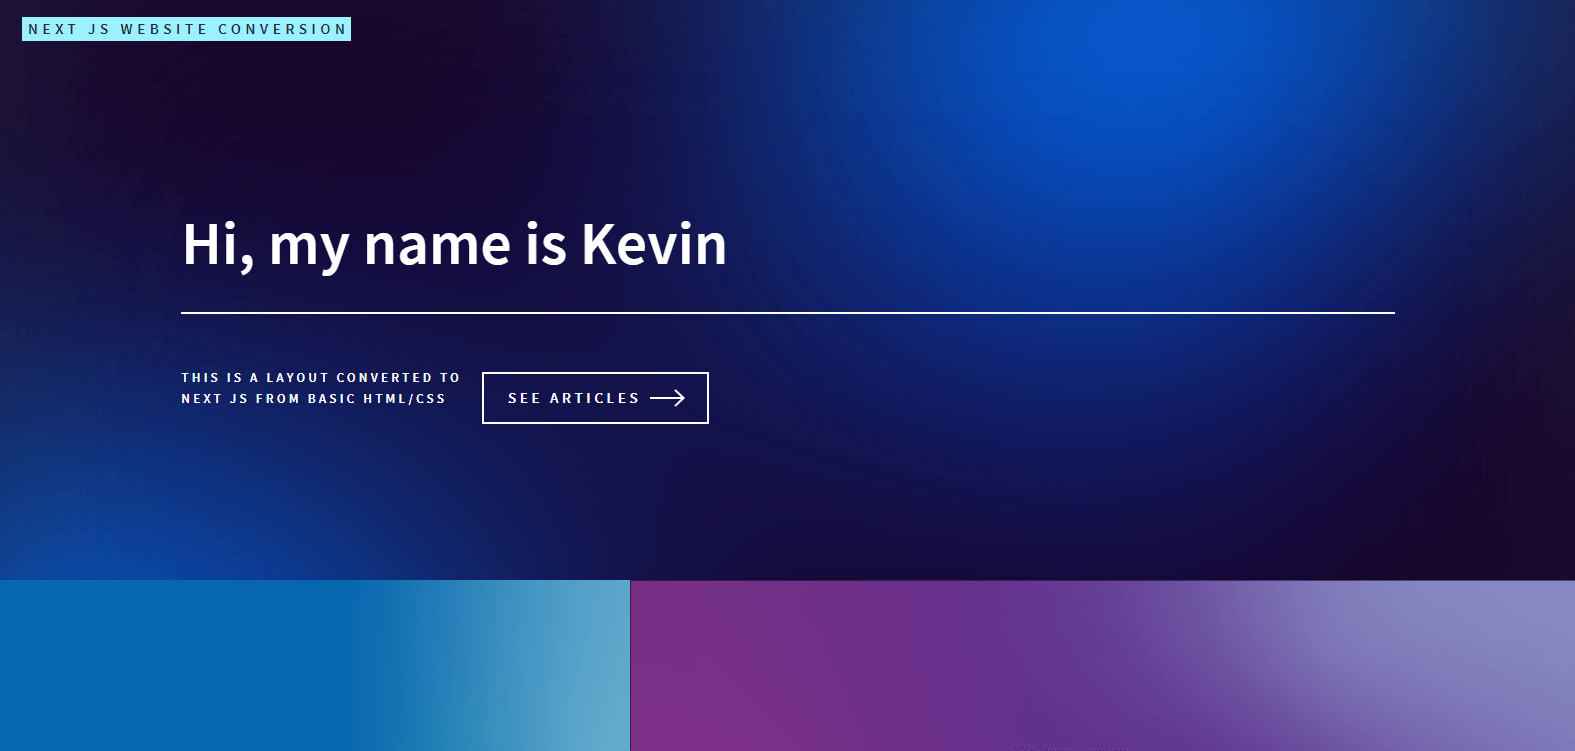 NEXT JS WEBSITE CONVERSION
Hi, my name is Kevin
THIS IS A LAYOUT CONVERTED TO
NEXT JS FROM BASIC HTML/CSS
SEE ARTICLES